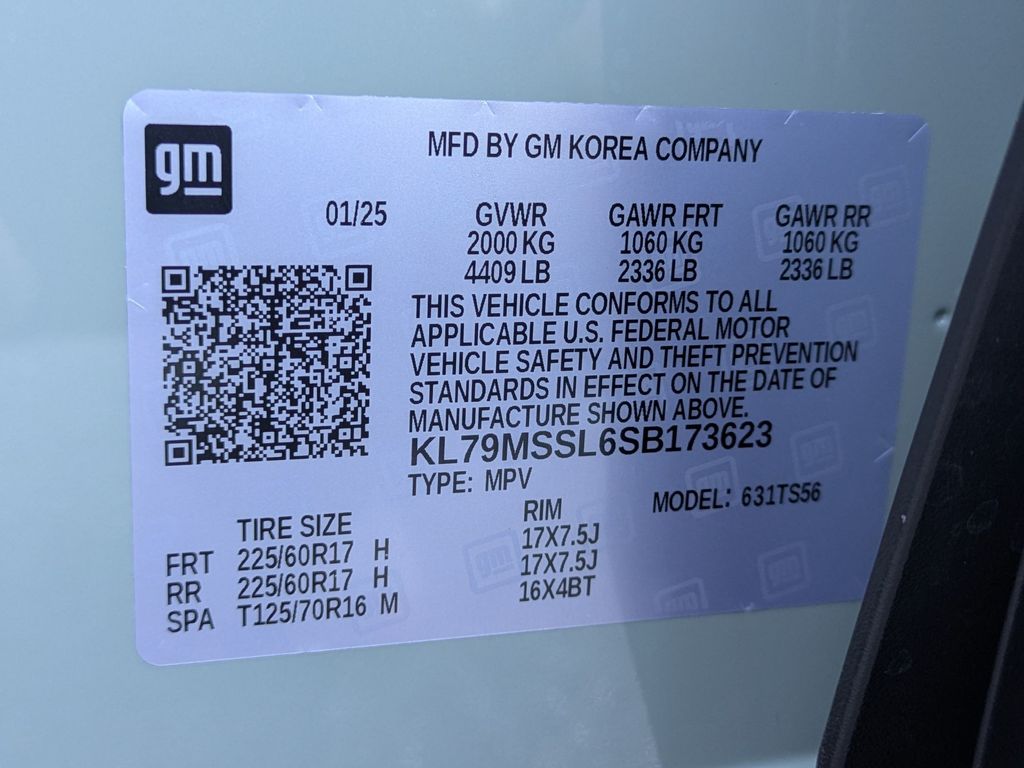 gm
MFD BY GM KOREA COMPANY
01/25 GVWR GAWR FRT GAWR RR
2000 KG 1060 KG 1060 KG
4409 LB 2336 LB 2336 LB
THIS VEHICLE CONFORMS TO ALL
APPLICABLE U.S. FEDERAL MOTOR
VEHICLE SAFETY AND THEFT PREVENTION
STANDARDS IN EFFECT ON THE DATE OF
MANUFACTURE SHOWN ABOVE.
KL79MSSL6SB173623
TYPE: MPV MODEL: 631TS56
TIRE SIZE RIM
FRT 225/60R17 H 17X7.5J
RR 225/60R17 H 17X7.5J
SPA T125/70R16 M 16X4BT